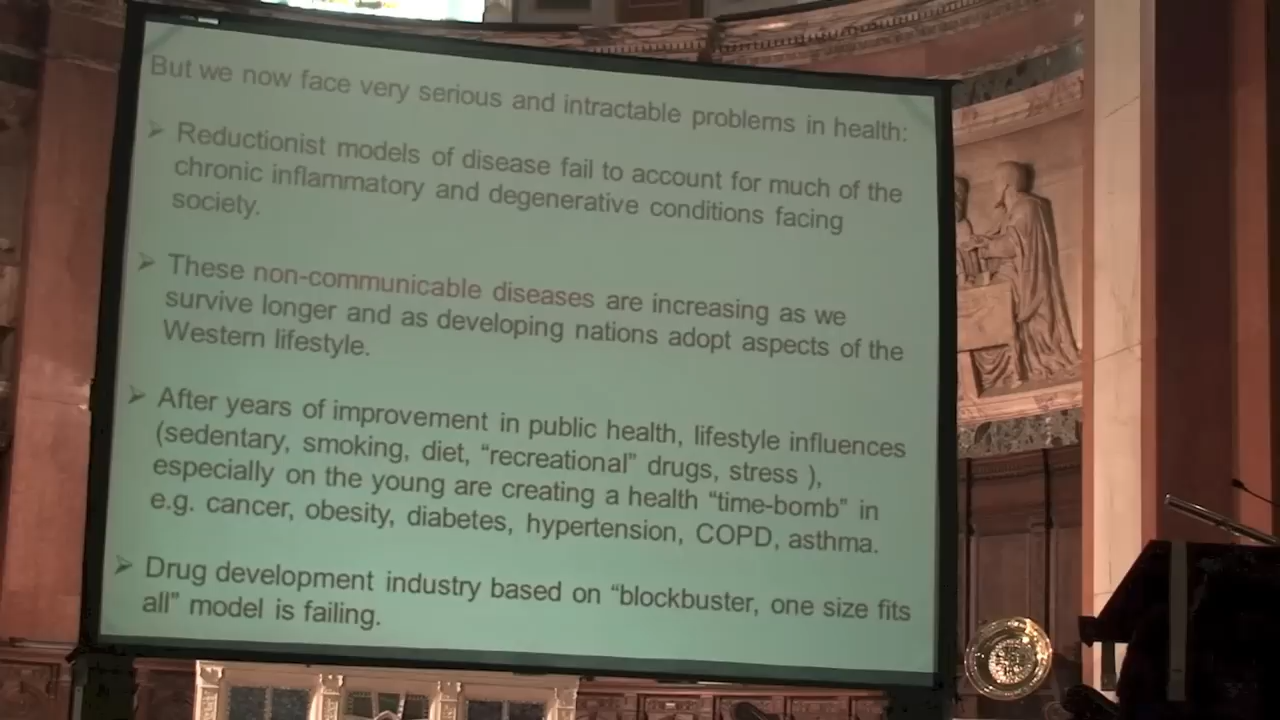 But we now face very serious and intractable problems in health:
➢ Reductionist models of disease fail to account for much of the
chronic inflammatory and degenerative conditions facing
society.
➢ These non-communicable diseases are increasing as we
survive longer and as developing nations adopt aspects of the
Western lifestyle.
➢ After years of improvement in public health, lifestyle influences
(sedentary, smoking, diet, “recreational” drugs, stress ),
especially on the young are creating a health “time-bomb” in
e.g. cancer, obesity, diabetes, hypertension, COPD, asthma.
➢ Drug development industry based on “blockbuster, one size fits
all” model is failing.